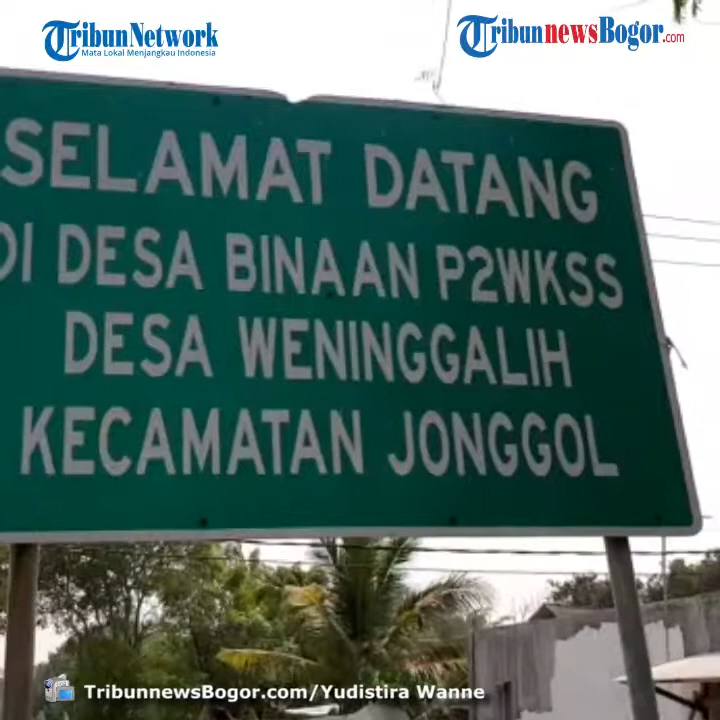 TribunNetwork
Mata Lokal Menjangkau Indonesia
TribunnewsBogor.com
SELAMAT DATANG
DI DESA BINAAN P2WKSS
DESA WENINGGALIH
KECAMATAN JONGGOL
TribunnewsBogor.com/Yudistira Wanne